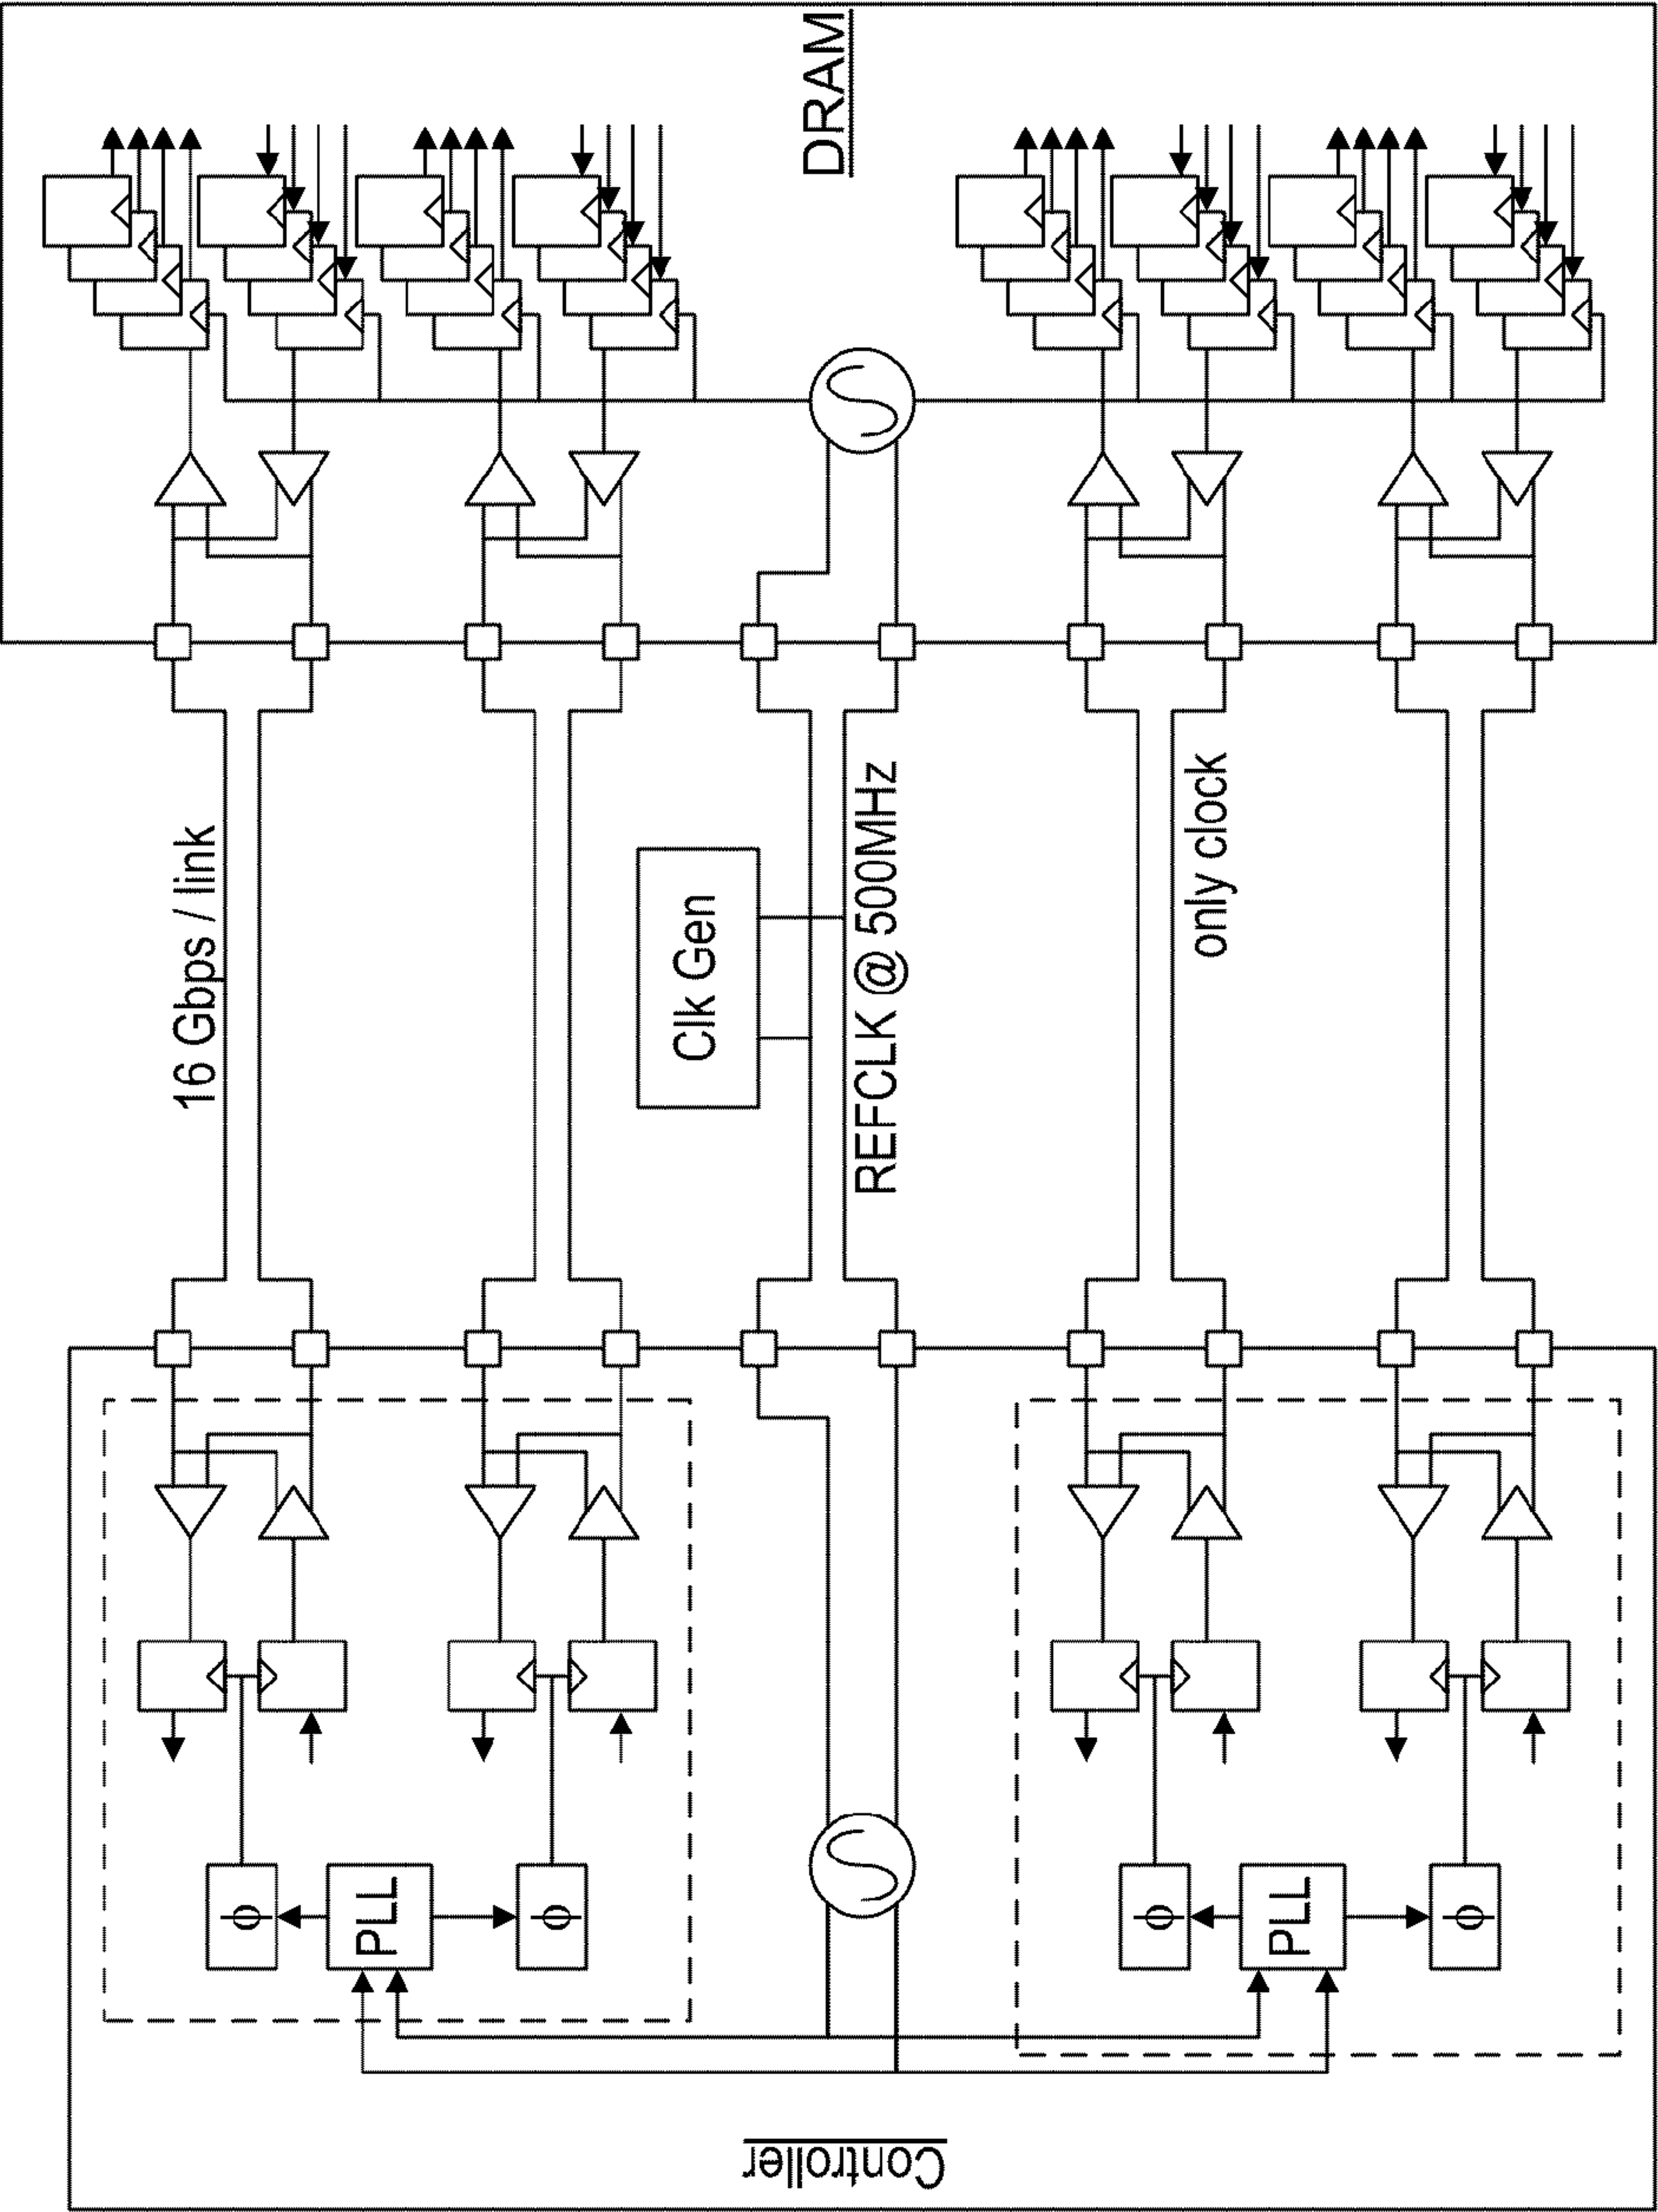 16 Gbps / link
ϕ
PLL
ϕ
Clk Gen
Controller
DRAM
REFCLK @ 500MHz
ϕ
only clock
PLL
ϕ